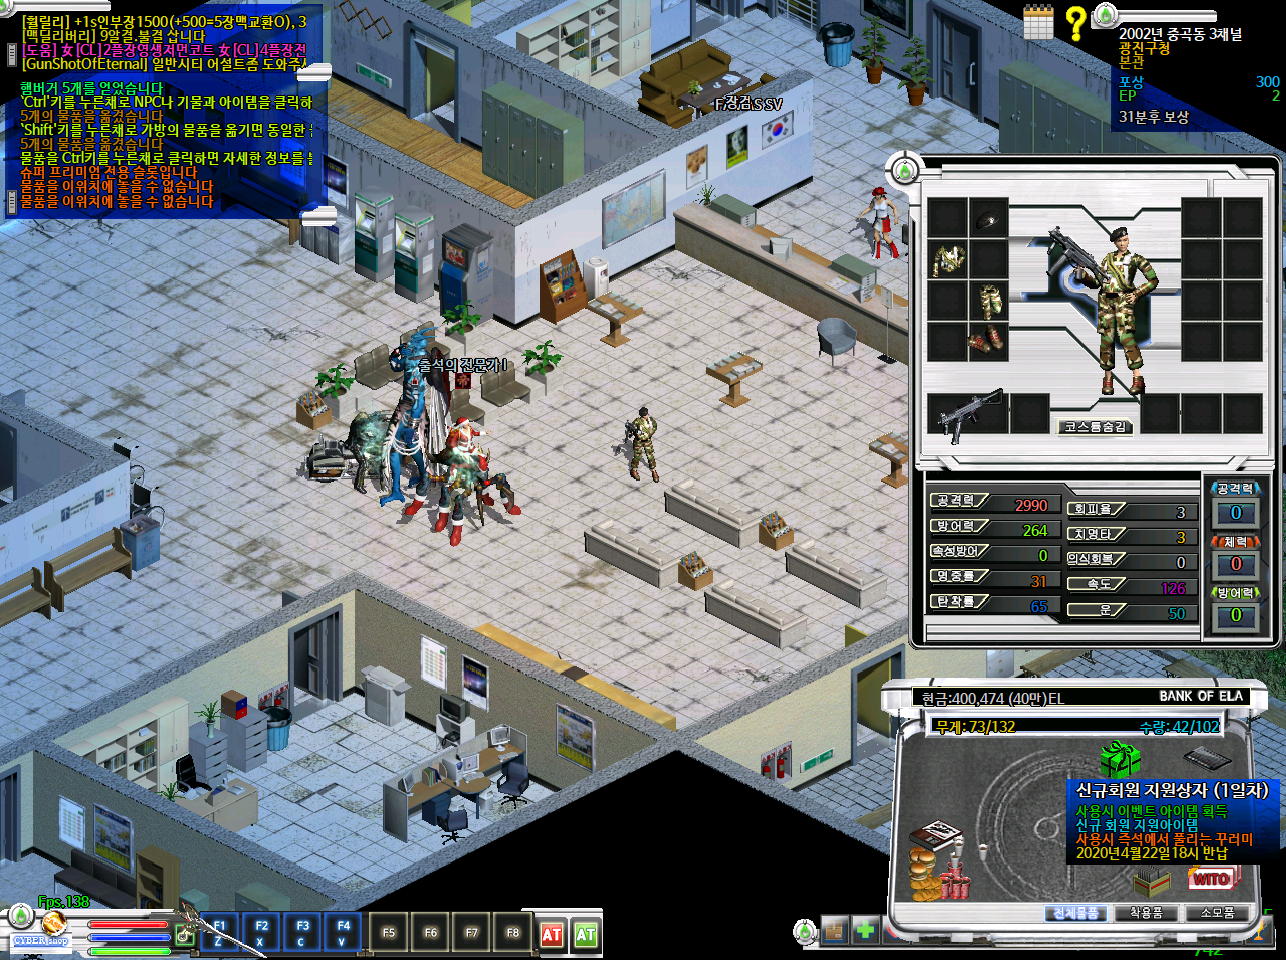 [훨릴리] +1s인부장1500(+500=5장맥교환O), 3
[맥딜리버리] 9알결.불결 삽니다
[도움] 女[CL]2플장영생저먼코트 女[CL]4플장전
[GunShotOfEternal] 일반시티 어설트좀 도와주
햄버거 5개를 얻었습니다
'Ctrl'키를 누른채로 NPC나 기물과 아이템을 클릭하
5개의 물품을 옮겼습니다
'Shift'키를 누른채로 가방의 물품을 옮기면 동일한
5개의 물품을 옮겼습니다
물품을 Ctrl키를 누른채로 클릭하면 자세한 정보를 볼
슈퍼 프리미엄 전용 슬롯입니다
물품을 이위치에 놓을 수 없습니다
물품을 이위치에 놓을 수 없습니다
2002년 중곡동 3채널
광진구청
본관
포상 300
EP 2
31분후 보상
F.장검SSV
출석의 전문가 I
코스튬숨김
공격력 2990
방어력 264
속성방어 0
명중률 31
탄착률 65
회피율 3
치명타 3
의식회복 0
속도 126
운 50
공격력
0
체력
0
방어력
0
현금:400,474 (40만)EL
BANK OF ELA
무게:73/132
수량:42/102
신규회원 지원상자 (1일차)
사용시 이벤트 아이템 획득
신규 회원 지원아이템
사용시 즉석에서 풀리는 꾸러미
2020년4월22일18시 반납
WITO
전체물품
착용품
소모품
Fps.138
CYBER shop
F1 Z
F2 X
F3 C
F4 V
F5
F6
F7
F8
AT
AT
742